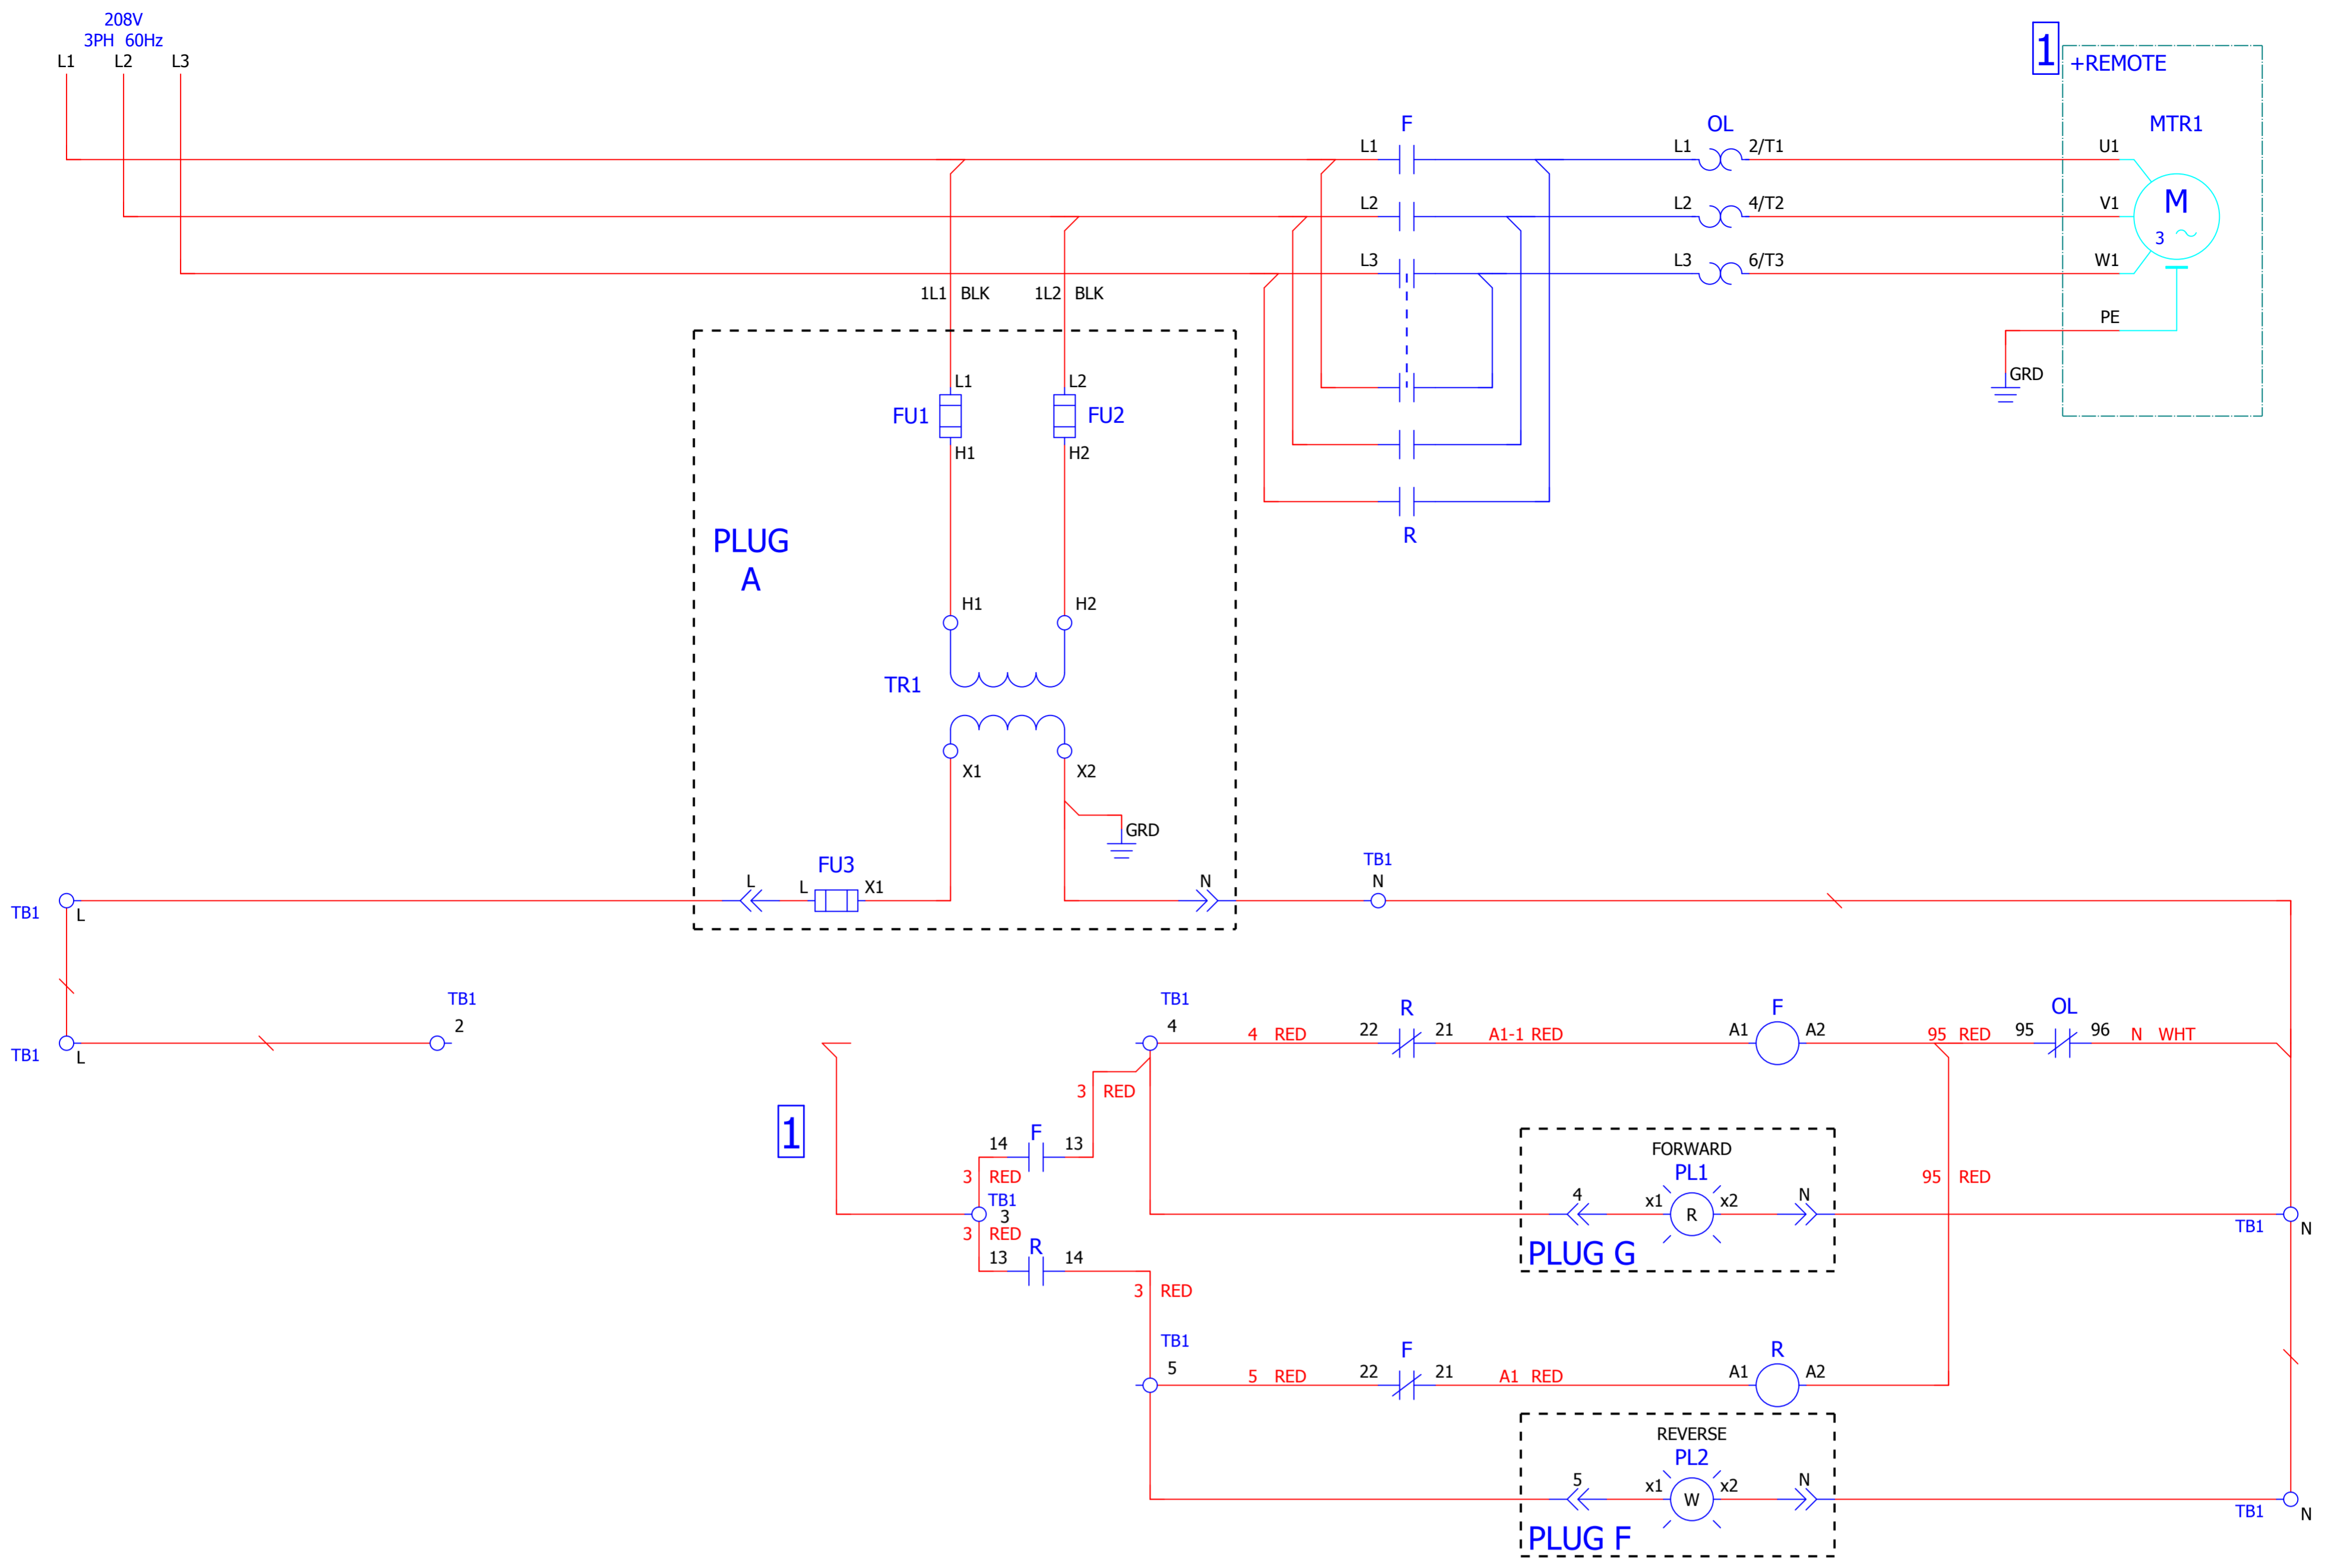 208V
3PH 60Hz
L1 L2 L3
1
+REMOTE
F OL MTR1
L1 L1 2/T1 U1
L2 L2 4/T2 V1 M
3
L3 L3 6/T3 W1
1L1 BLK 1L2 BLK
PE
GRD
L1 L2
FU1 FU2
H1 H2
R
PLUG
A
H1 H2
TR1
X1 X2
GRD
FU3
L L X1 N
TB1
N
TB1 L
TB1
2
TB1 L
TB1
4
4 RED 22 R 21 A1-1 RED A1 F A2 95 RED 95 OL 96 N WHT
3 RED
1
14 F 13
3 RED
TB1
3
3 RED
13 R 14
3 RED
FORWARD
PL1
4 x1 R x2 N
PLUG G
95 RED
TB1 N
TB1
5
5 RED 22 F 21 A1 RED A1 R A2
REVERSE
PL2
5 x1 W x2 N
PLUG F
TB1 N